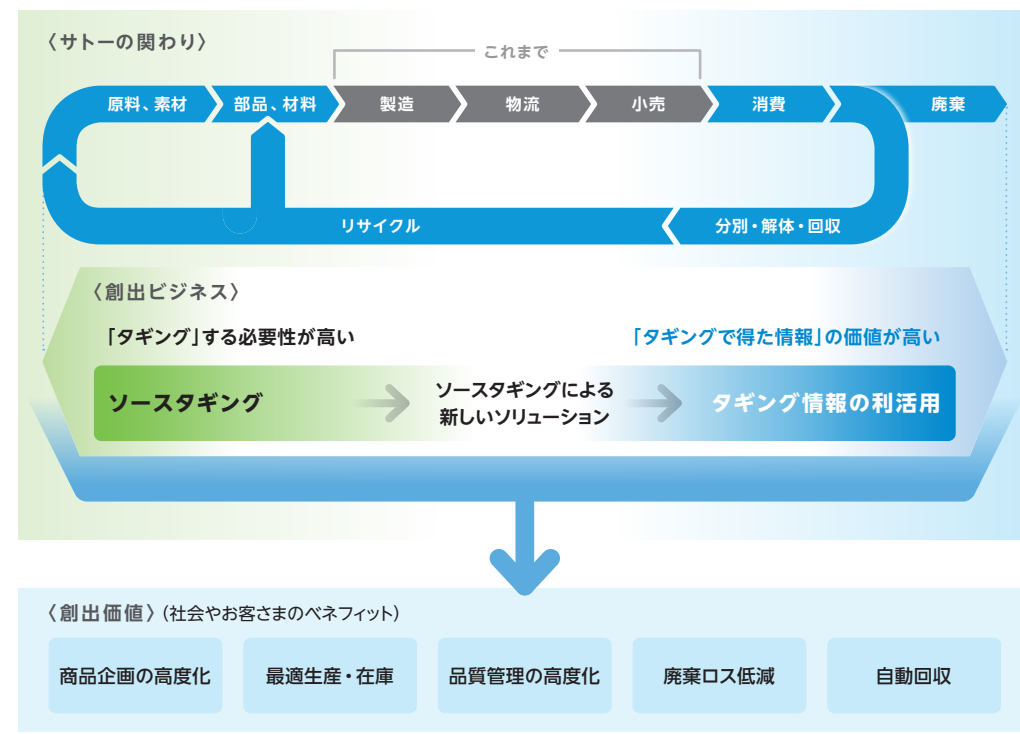 〈サトーの関わり〉
これまで
原料、素材
部品、材料
製造
物流
小売
消費
廃棄
リサイクル
分別・解体・回収
〈創出ビジネス〉
「タギング」する必要性が高い
「タギングで得た情報」の価値が高い
ソースタギング
ソースタギングによる
新しいソリューション
タギング情報の利活用
〈創出価値〉(社会やお客さまのベネフィット)
商品企画の高度化
最適生産・在庫
品質管理の高度化
廃棄ロス低減
自動回収